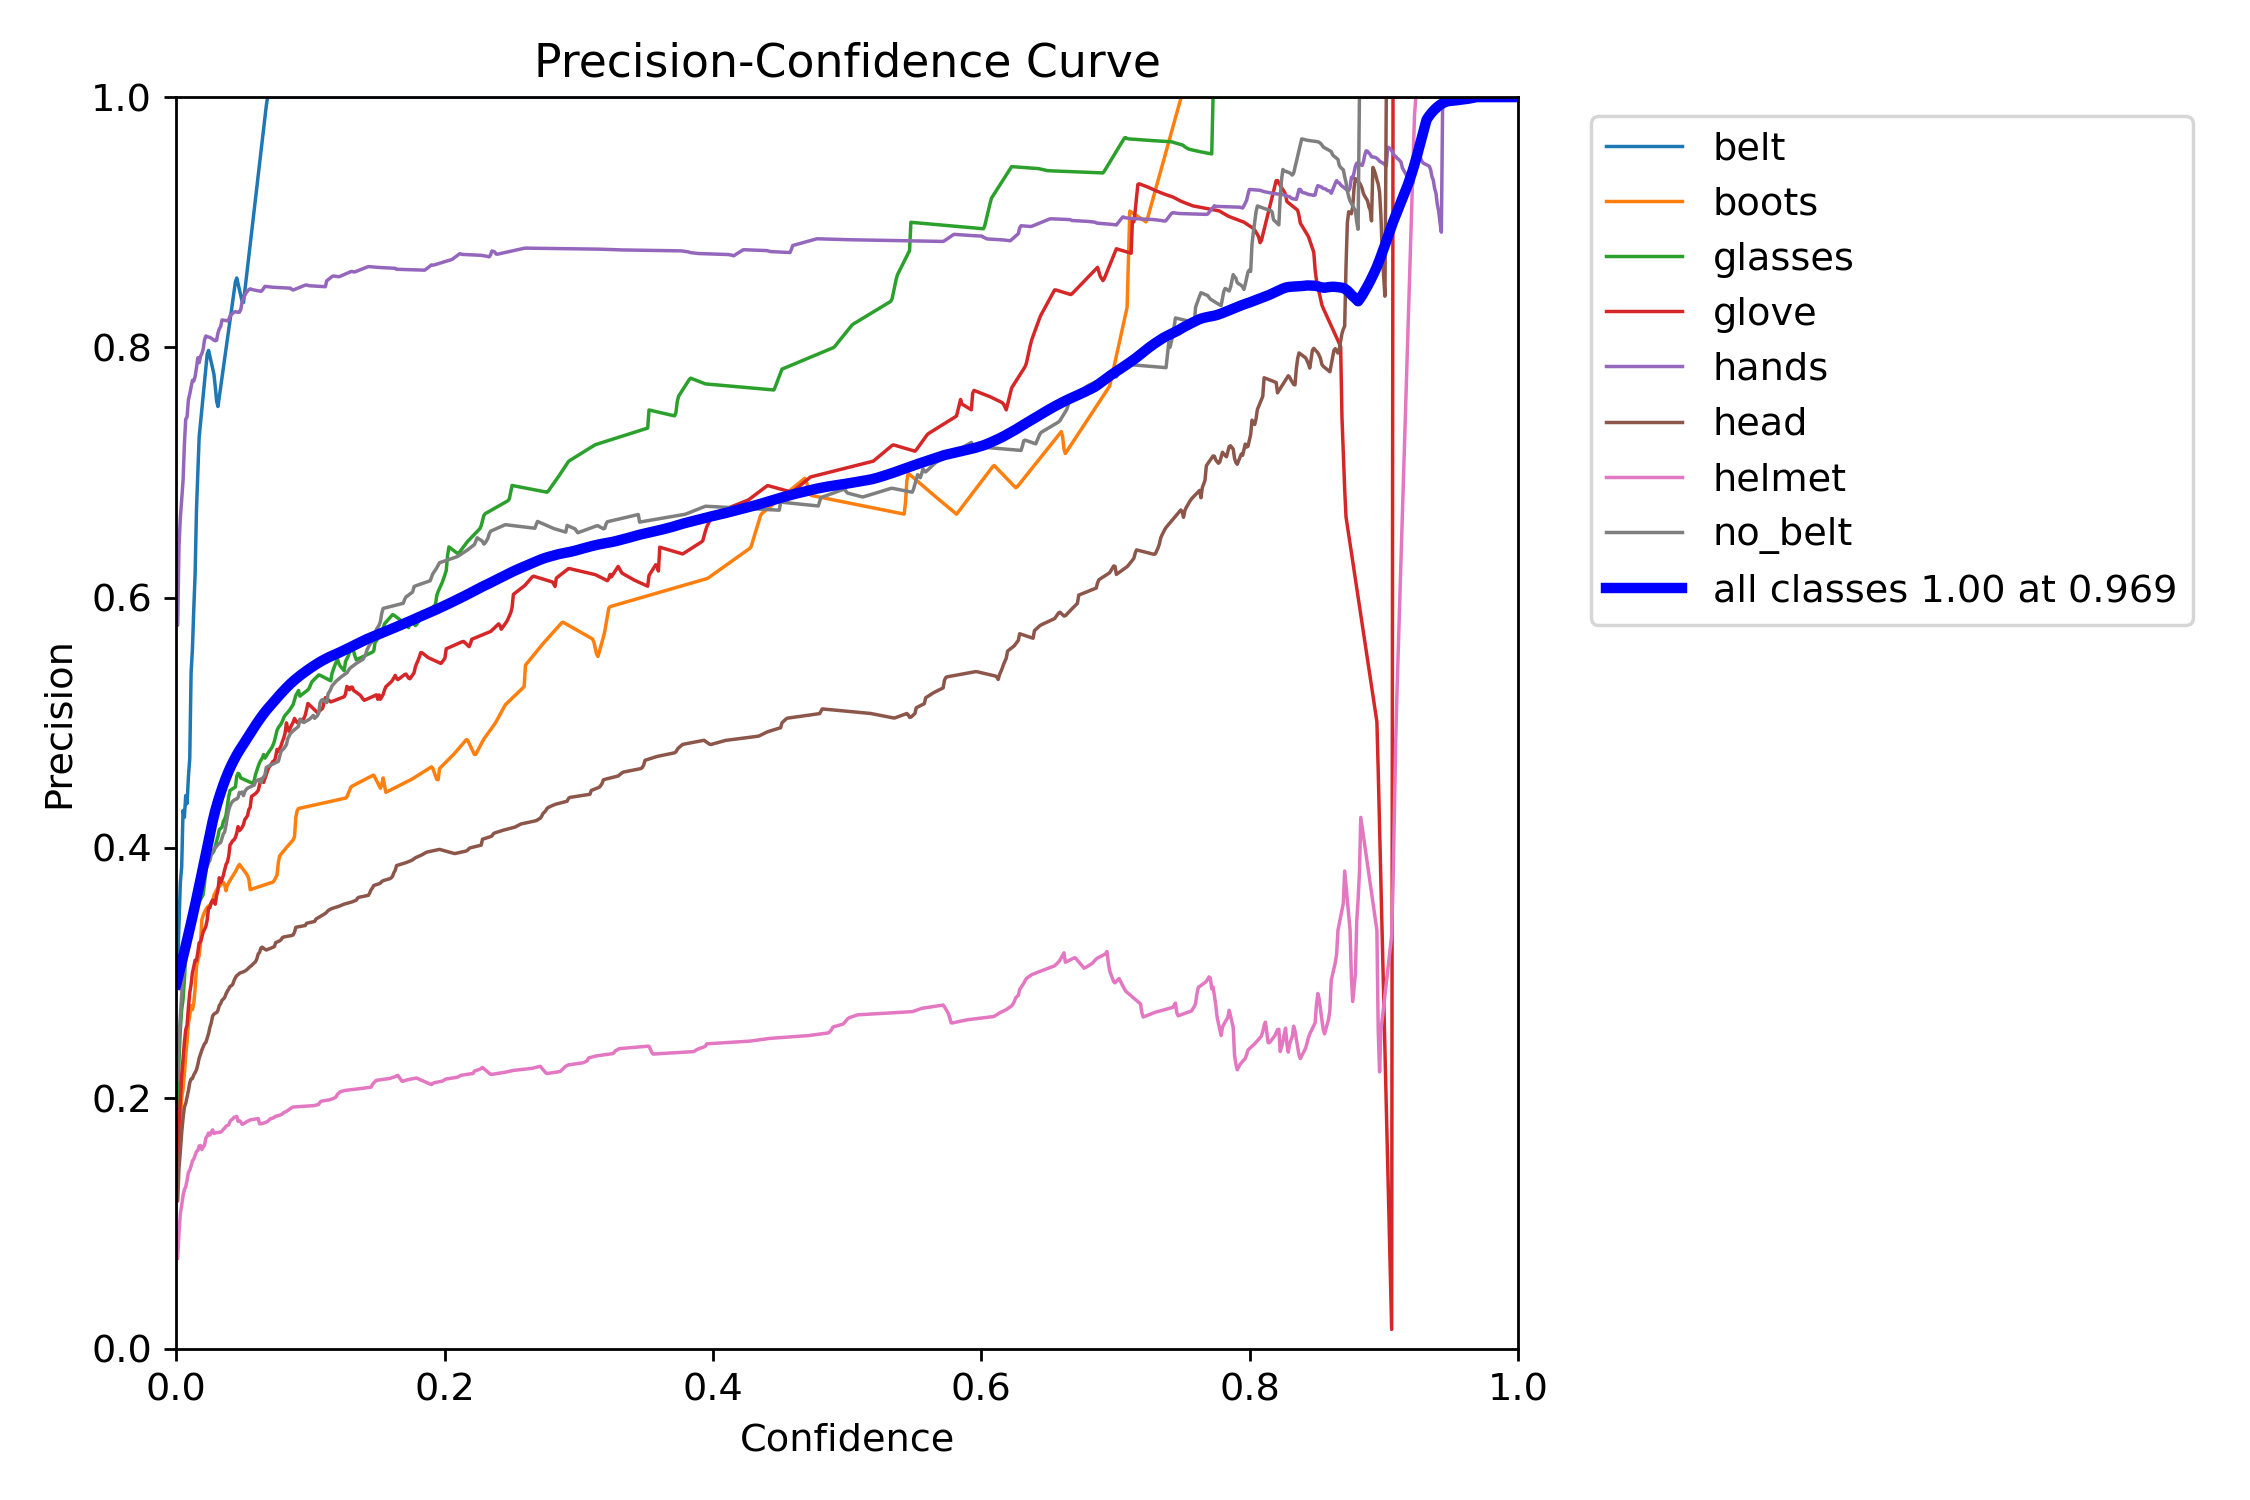 Precision-Confidence Curve
1.0
0.8
0.6
0.4
0.2
0.0
Precision
0.0 0.2 0.4 0.6 0.8 1.0
Confidence
belt
boots
glasses
glove
hands
head
helmet
no_belt
all classes 1.00 at 0.969